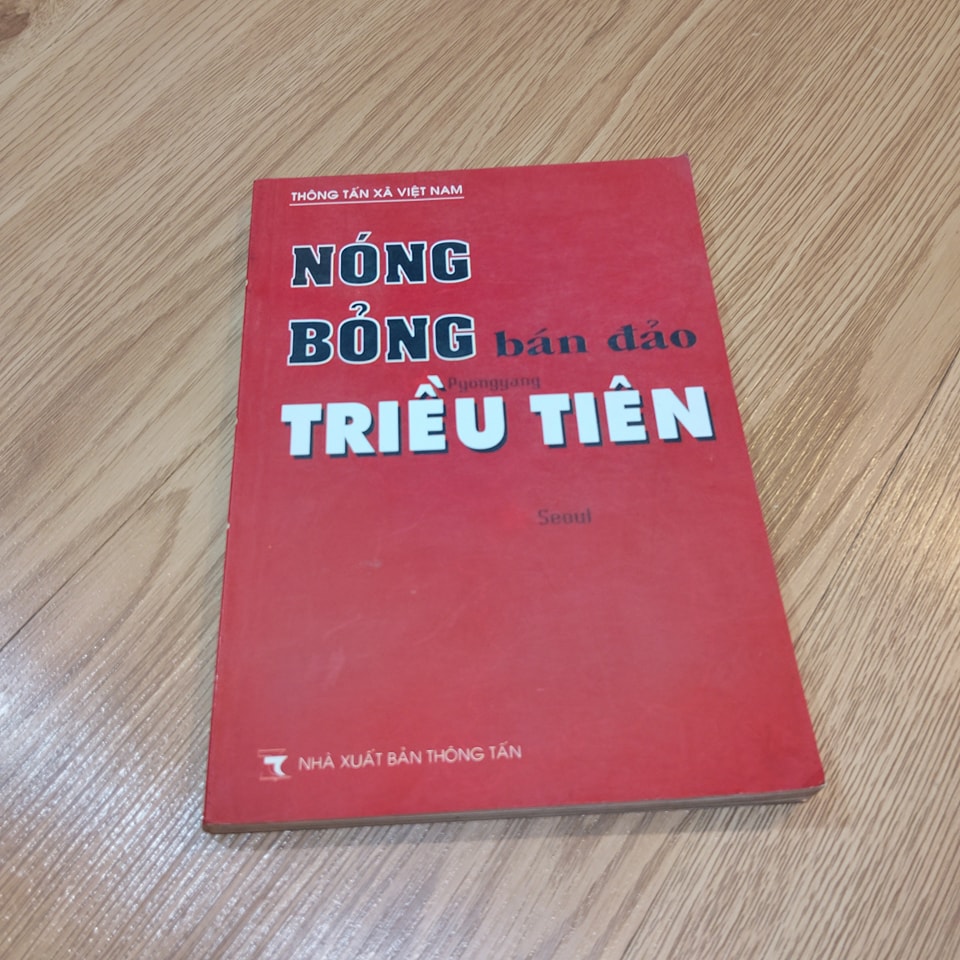 THÔNG TẤN XÃ VIỆT NAM
NÓNG
BỎNG bán đảo
Pyongyang
TRIỀU TIÊN
Seoul
NHÀ XUẤT BẢN THÔNG TẤN